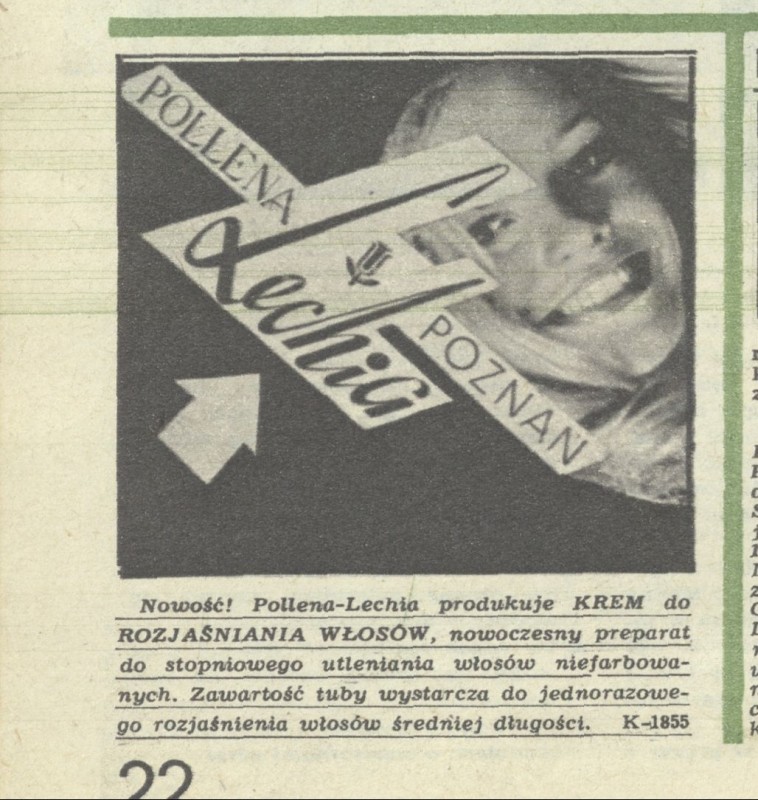 POLLENA
Lechia
POZNAŃ
Nowość! Pollena-Lechia produkuje KREM do
ROZJAŚNIANIA WŁOSÓW, nowoczesny preparat
do stopniowego utleniania włosów niefarbowa-
nych. Zawartość tuby wystarcza do jednorazowe-
go rozjaśnienia włosów średniej długości. K-1855
22